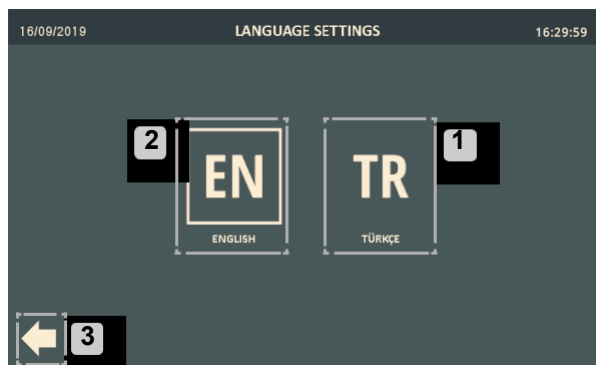 16/09/2019 LANGUAGE SETTINGS 16:29:59
2 EN TR 1
ENGLISH TÜRKÇE
3